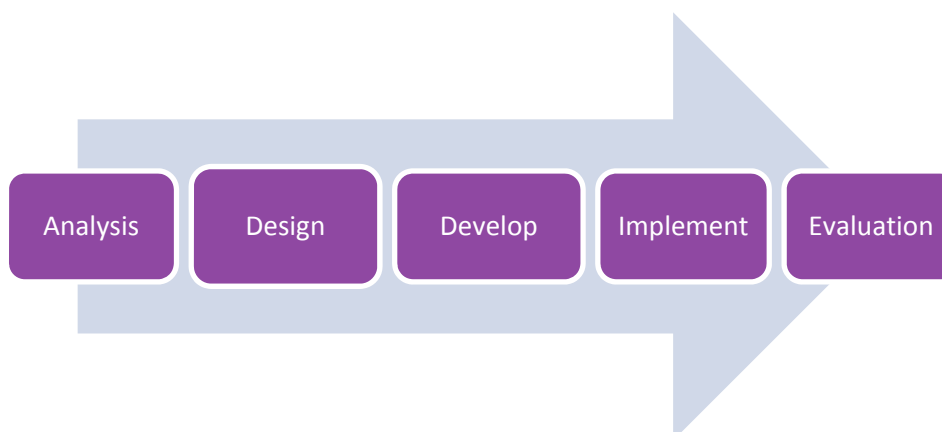 Analysis
Design
Develop
Implement
Evaluation